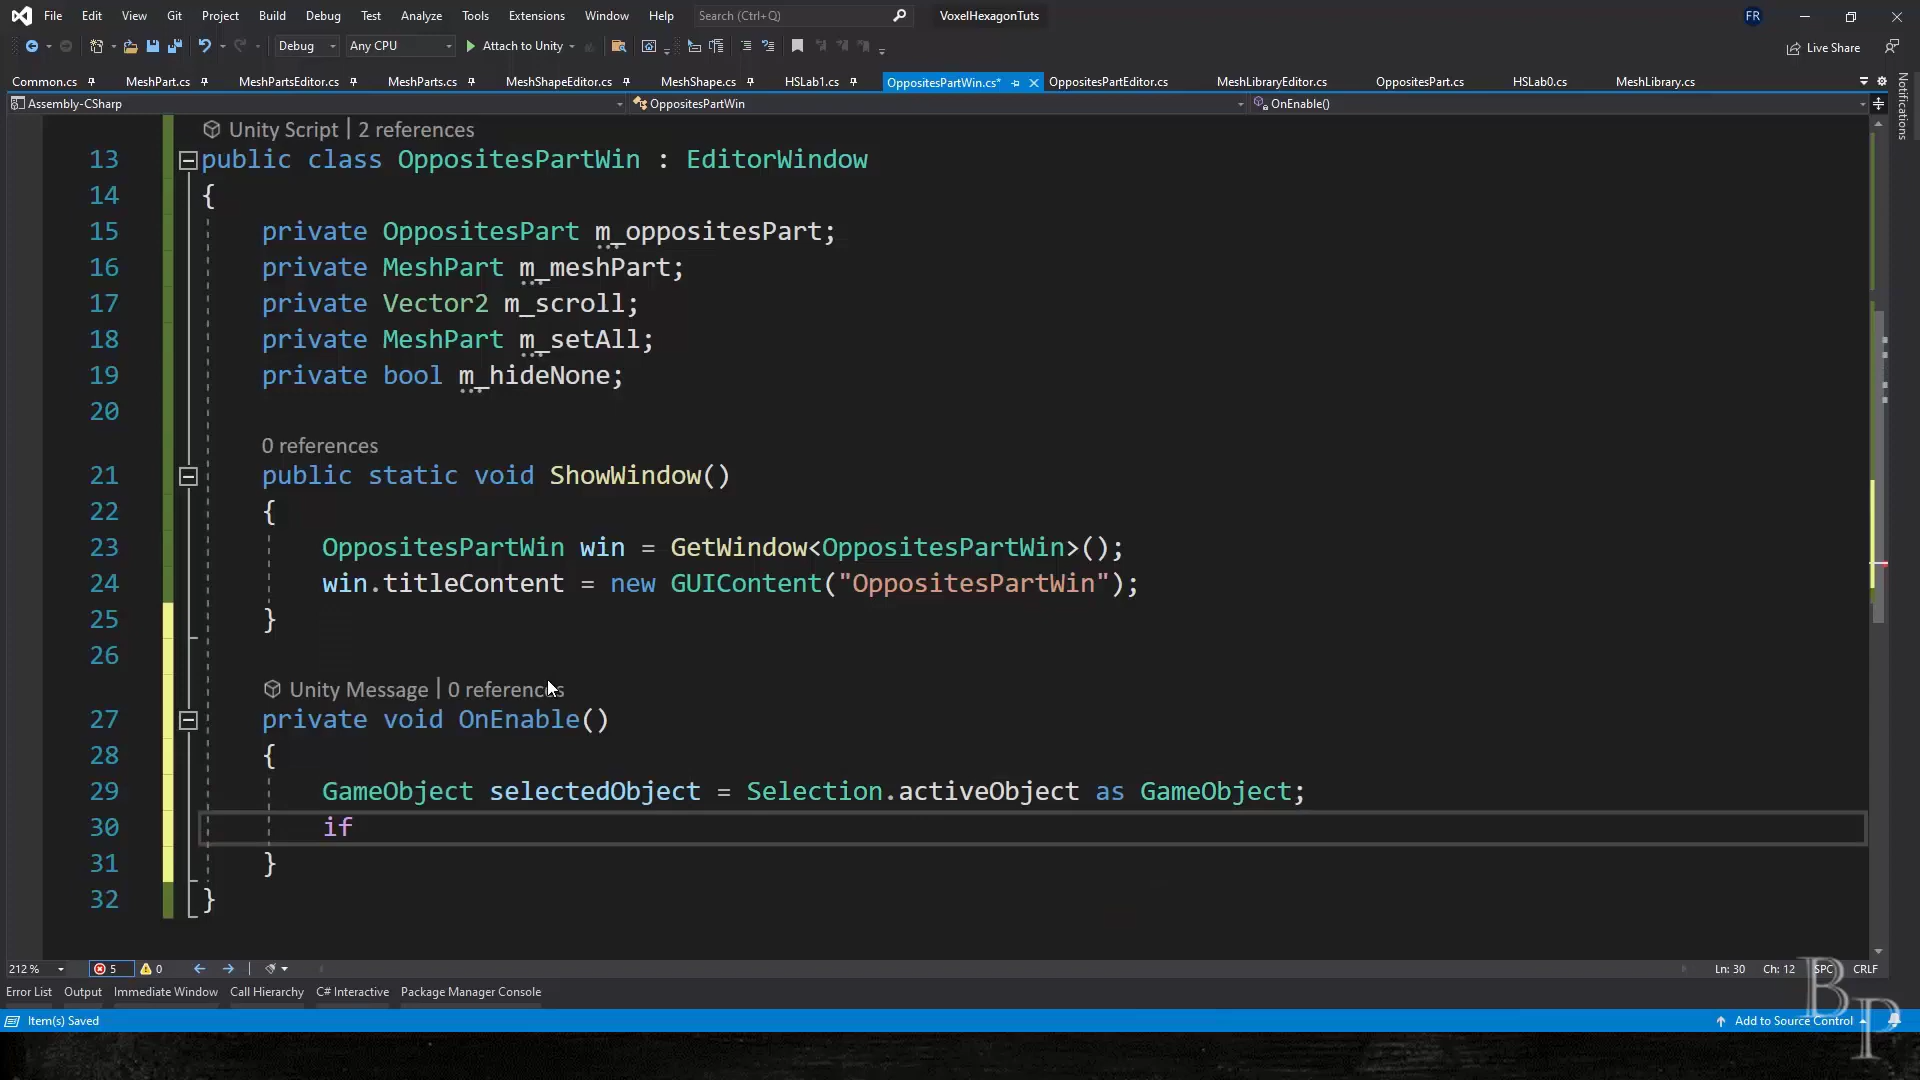 File Edit View Git Project Build Debug Test Analyze Tools Extensions Window Help Search (Ctrl+Q) VoxelHexagonTuts FR
Debug Any CPU Attach to Unity Live Share
Common.cs MeshPart.cs MeshPartsEditor.cs MeshParts.cs MeshShapeEditor.cs MeshShape.cs HSLab1.cs OppositesPartWin.cs* OppositesPartEditor.cs MeshLibraryEditor.cs OppositesPart.cs HSLab0.cs MeshLibrary.cs
Notifications
Assembly-CSharp OppositesPartWin OnEnable()
Unity Script | 2 references
13 public class OppositesPartWin : EditorWindow
14 {
15 private OppositesPart m_oppositesPart;
16 private MeshPart m_meshPart;
17 private Vector2 m_scroll;
18 private MeshPart m_setAll;
19 private bool m_hideNone;
20
0 references
21 public static void ShowWindow()
22 {
23 OppositesPartWin win = GetWindow<OppositesPartWin>();
24 win.titleContent = new GUIContent("OppositesPartWin");
25 }
26
Unity Message | 0 references
27 private void OnEnable()
28 {
29 GameObject selectedObject = Selection.activeObject as GameObject;
30 if
31 }
32 }
212 % 5 0 Ln: 30 Ch: 12 SPC CRLF
Error List Output Immediate Window Call Hierarchy C# Interactive Package Manager Console
Item(s) Saved Add to Source Control
BP